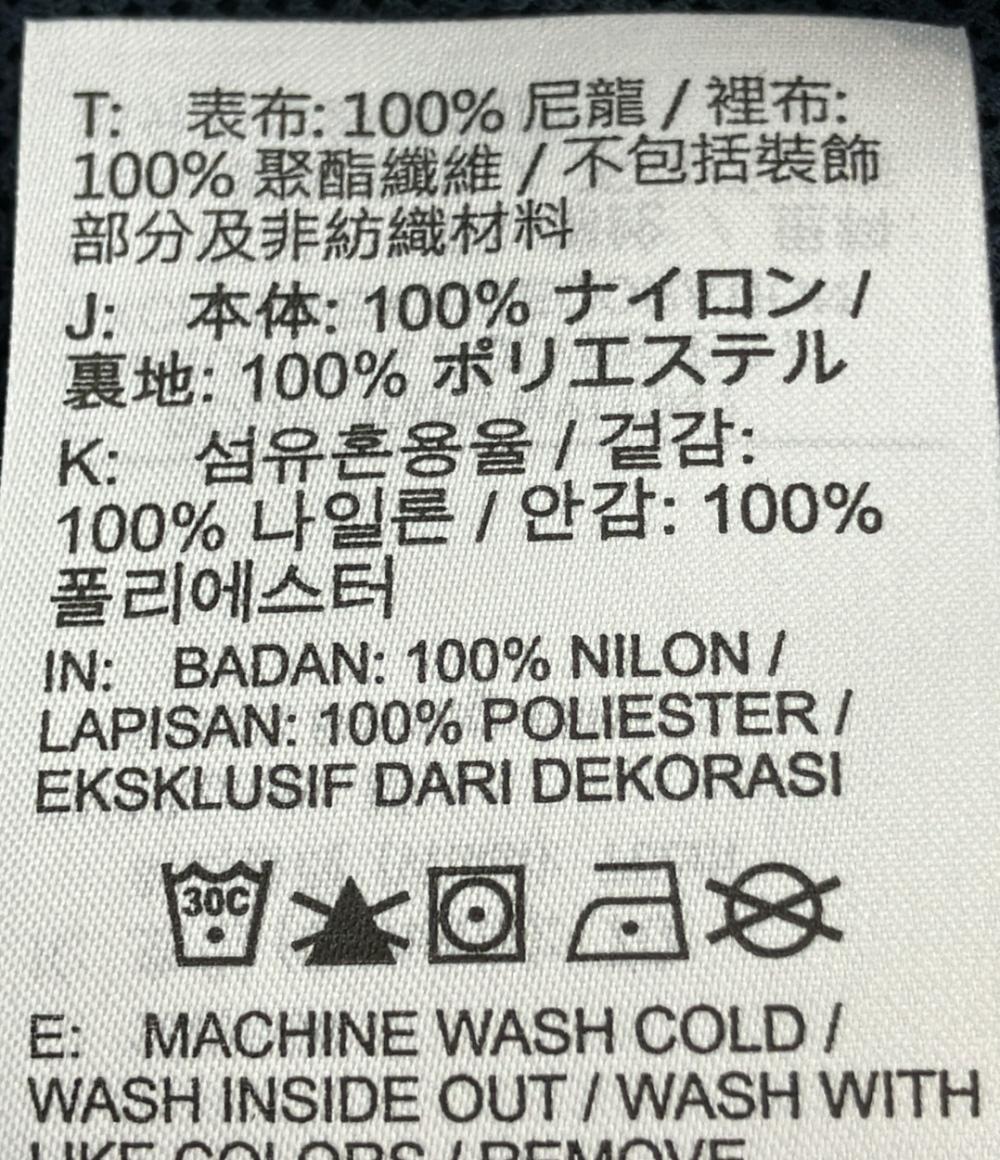 T: 表布: 100% 尼龍 / 裡布:
100% 聚酯纖維 / 不包括裝飾
部分及非紡織材料
J: 本体: 100% ナイロン /
裏地: 100% ポリエステル
K: 섬유혼용율 / 겉감:
100% 나일론 / 안감: 100%
폴리에스터
IN: BADAN: 100% NILON /
LAPISAN: 100% POLIESTER /
EKSKLUSIF DARI DEKORASI
30C
E: MACHINE WASH COLD /
WASH INSIDE OUT / WASH WITH
LIKE COLORS / REMOVE